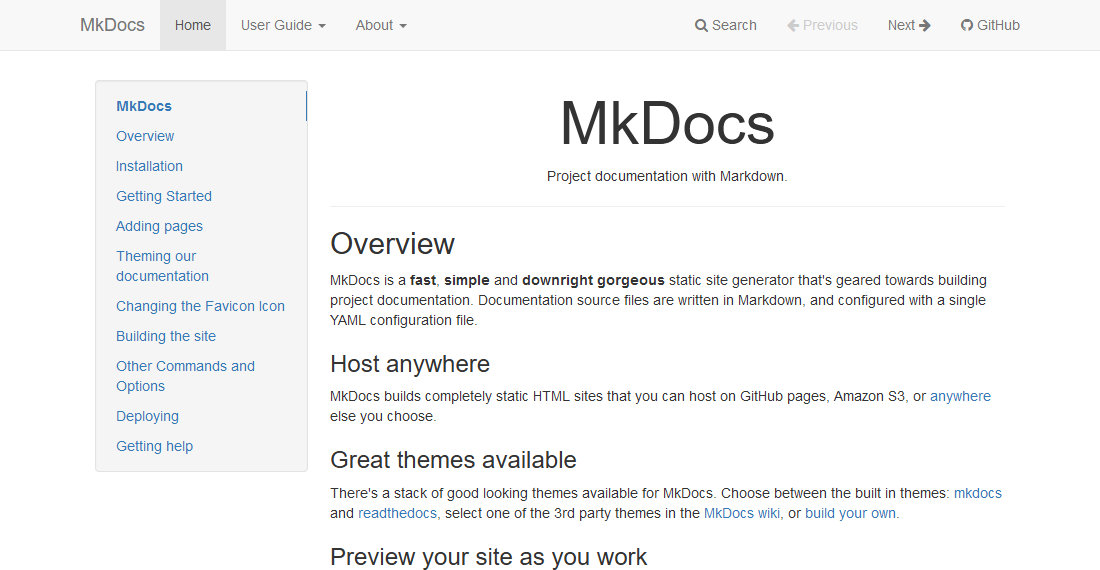 MkDocs Home User Guide About Search Previous Next GitHub
MkDocs
Overview
Installation
Getting Started
Adding pages
Theming our
documentation
Changing the Favicon Icon
Building the site
Other Commands and
Options
Deploying
Getting help
MkDocs
Project documentation with Markdown.
Overview
MkDocs is a fast, simple and downright gorgeous static site generator that's geared towards building
project documentation. Documentation source files are written in Markdown, and configured with a single
YAML configuration file.
Host anywhere
MkDocs builds completely static HTML sites that you can host on GitHub pages, Amazon S3, or anywhere
else you choose.
Great themes available
There's a stack of good looking themes available for MkDocs. Choose between the built in themes: mkdocs
and readthedocs, select one of the 3rd party themes in the MkDocs wiki, or build your own.
Preview your site as you work